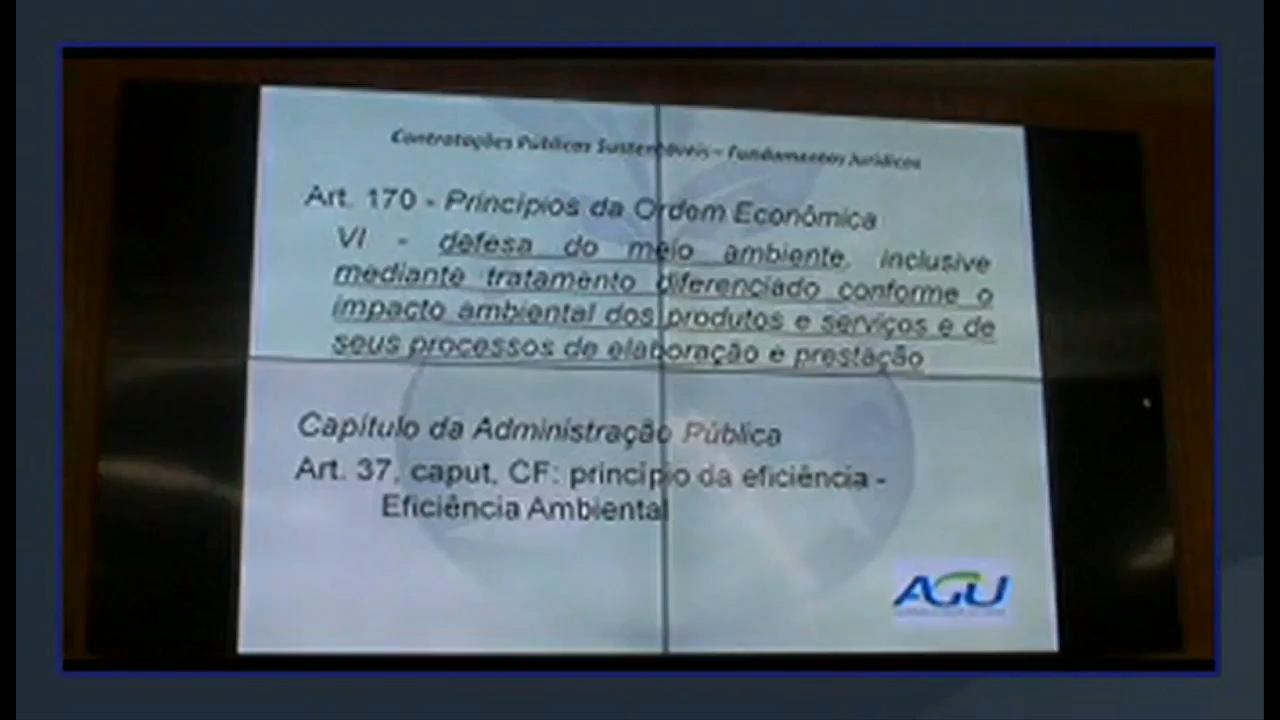 Contratações Públicas Sustentáveis – Fundamentos Jurídicos
Art. 170 - Princípios da Ordem Econômica
VI - defesa do meio ambiente, inclusive
mediante tratamento diferenciado conforme o
impacto ambiental dos produtos e serviços e de
seus processos de elaboração e prestação
Capítulo da Administração Pública
Art. 37, caput, CF: princípio da eficiência -
Eficiência Ambiental
AGU